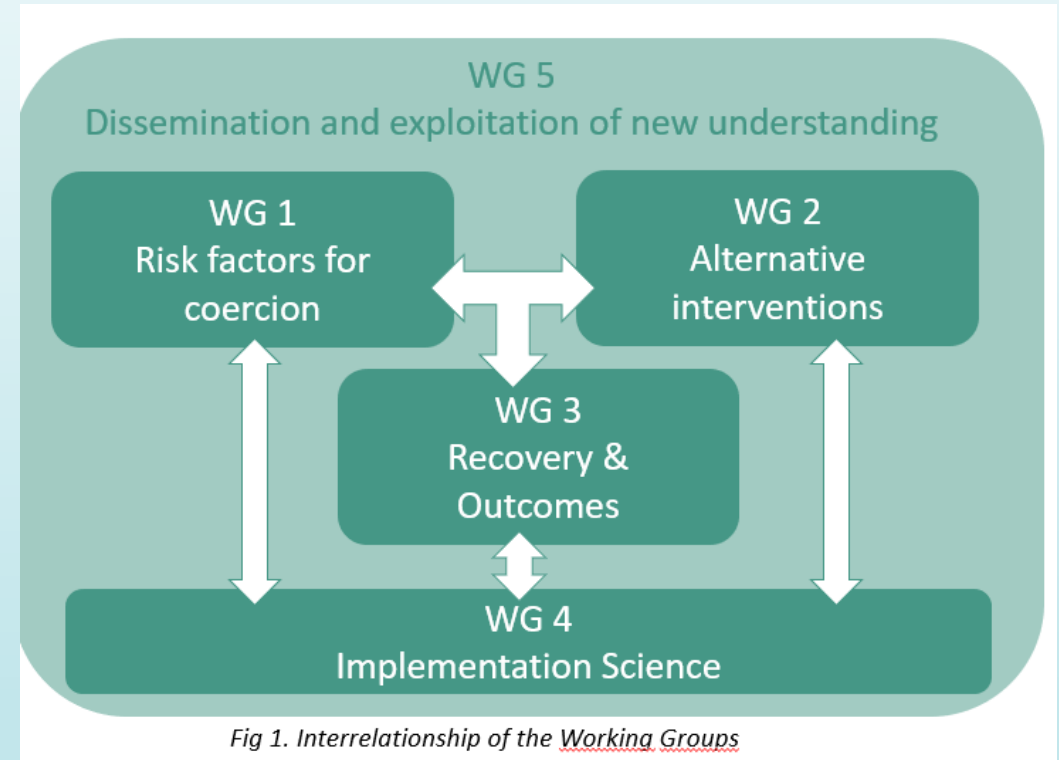 WG 5
Dissemination and exploitation of new understanding
WG 1
Risk factors for
coercion
WG 2
Alternative
interventions
WG 3
Recovery &
Outcomes
WG 4
Implementation Science
Fig 1. Interrelationship of the Working Groups